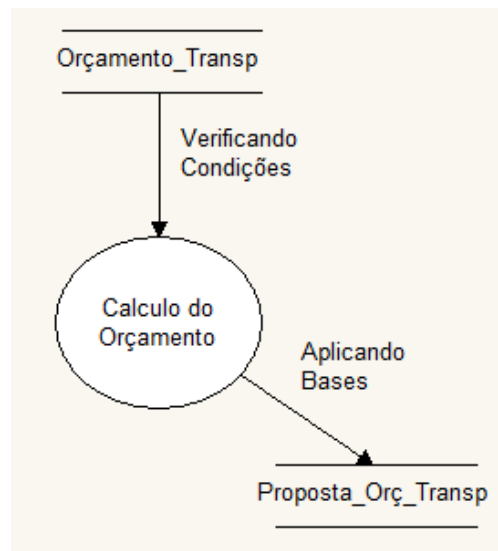 Orçamento_Transp
Verificando
Condições
Calculo do
Orçamento
Aplicando
Bases
Proposta_Orç_Transp